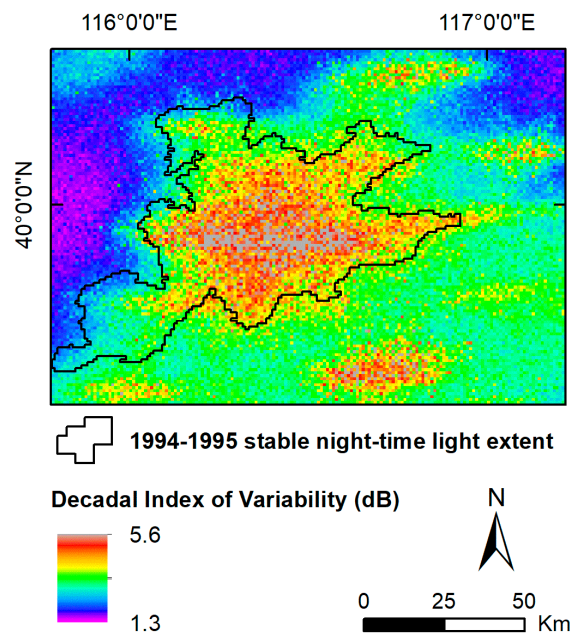 116°0'0"E 117°0'0"E
40°0'0"N
1994-1995 stable night-time light extent
Decadal Index of Variability (dB)
N
5.6
1.3
0 25 50
Km